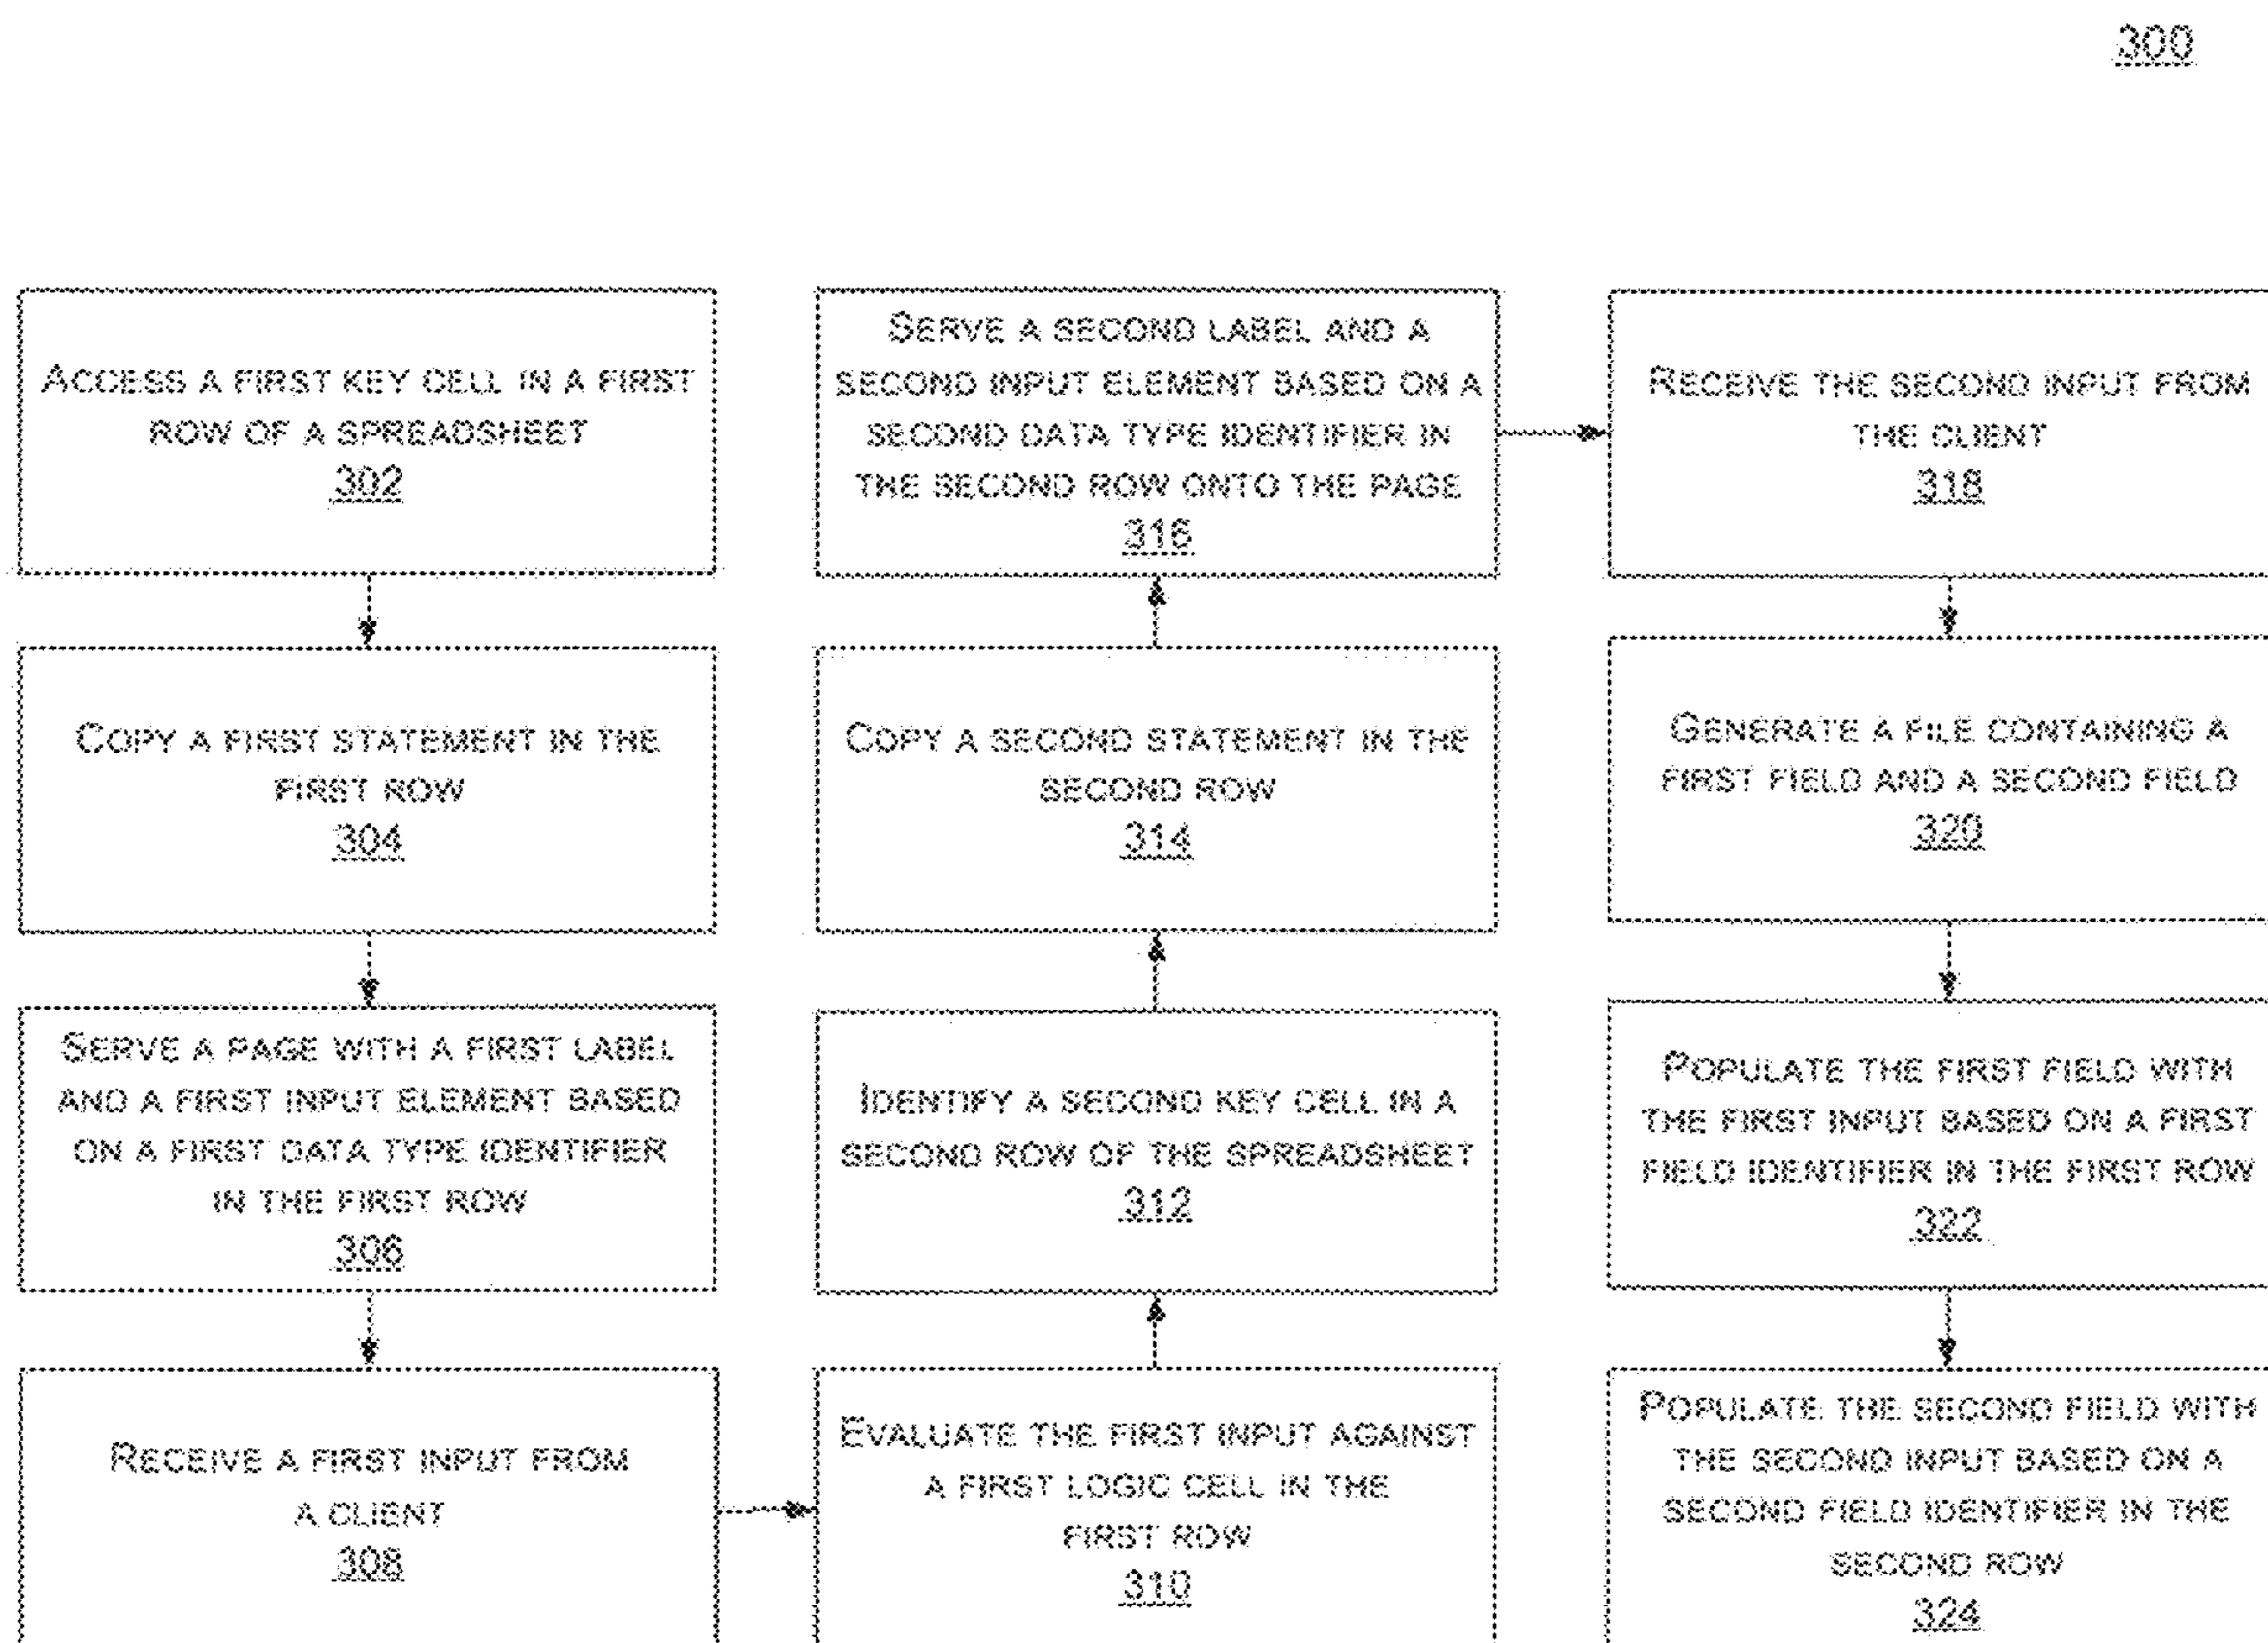 300
ACCESS A FIRST KEY CELL IN A FIRST
ROW OF A SPREADSHEET
302
COPY A FIRST STATEMENT IN THE
FIRST ROW
304
SERVE A PAGE WITH A FIRST LABEL
AND A FIRST INPUT ELEMENT BASED
ON A FIRST DATA TYPE IDENTIFIER
IN THE FIRST ROW
306
RECEIVE A FIRST INPUT FROM
A CLIENT
308
EVALUATE THE FIRST INPUT AGAINST
A FIRST LOGIC CELL IN THE
FIRST ROW
310
IDENTIFY A SECOND KEY CELL IN A
SECOND ROW OF THE SPREADSHEET
312
COPY A SECOND STATEMENT IN THE
SECOND ROW
314
SERVE A SECOND LABEL AND A
SECOND INPUT ELEMENT BASED ON A
SECOND DATA TYPE IDENTIFIER IN
THE SECOND ROW ONTO THE PAGE
316
RECEIVE THE SECOND INPUT FROM
THE CLIENT
318
GENERATE A FILE CONTAINING A
FIRST FIELD AND A SECOND FIELD
320
POPULATE THE FIRST FIELD WITH
THE FIRST INPUT BASED ON A FIRST
FIELD IDENTIFIER IN THE FIRST ROW
322
POPULATE THE SECOND FIELD WITH
THE SECOND INPUT BASED ON A
SECOND FIELD IDENTIFIER IN THE
SECOND ROW
324